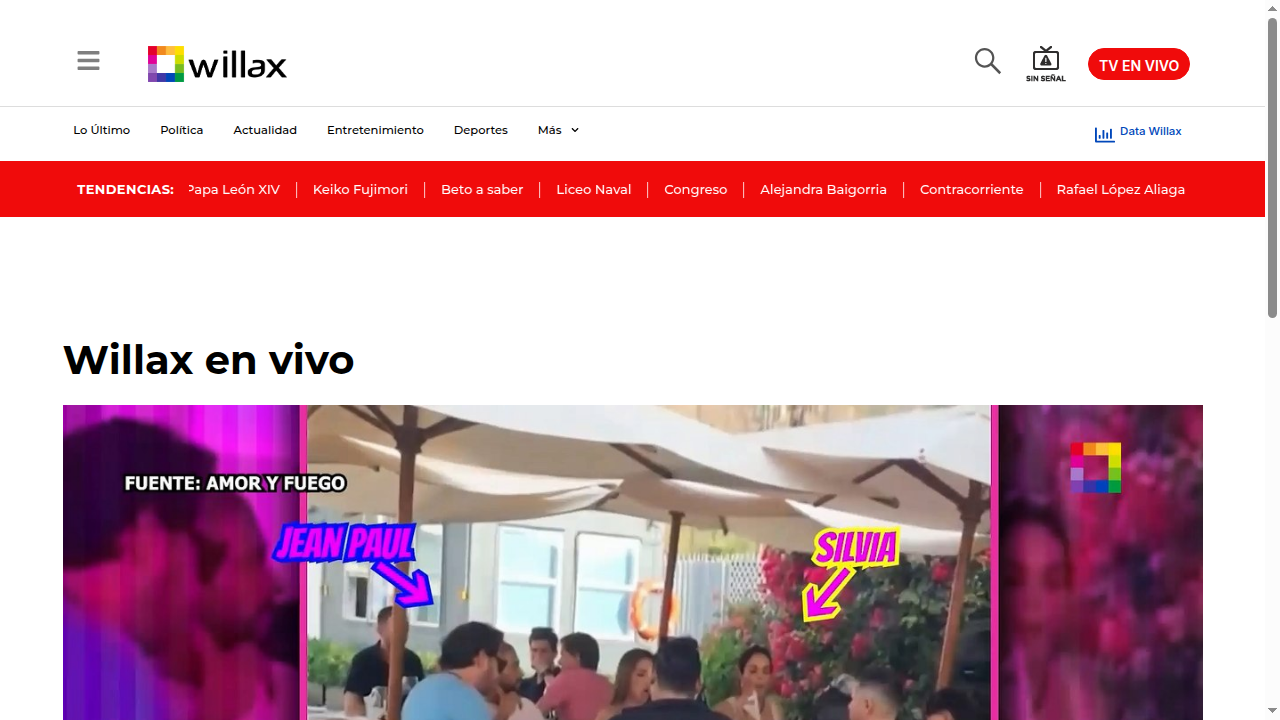 willax
SIN SEÑAL
TV EN VIVO
Lo Último
Política
Actualidad
Entretenimiento
Deportes
Más
Data Willax
TENDENCIAS:
Papa León XIV
Keiko Fujimori
Beto a saber
Liceo Naval
Congreso
Alejandra Baigorria
Contracorriente
Rafael López Aliaga
Willax en vivo
FUENTE: AMOR Y FUEGO
JEAN PAUL
SILVIA